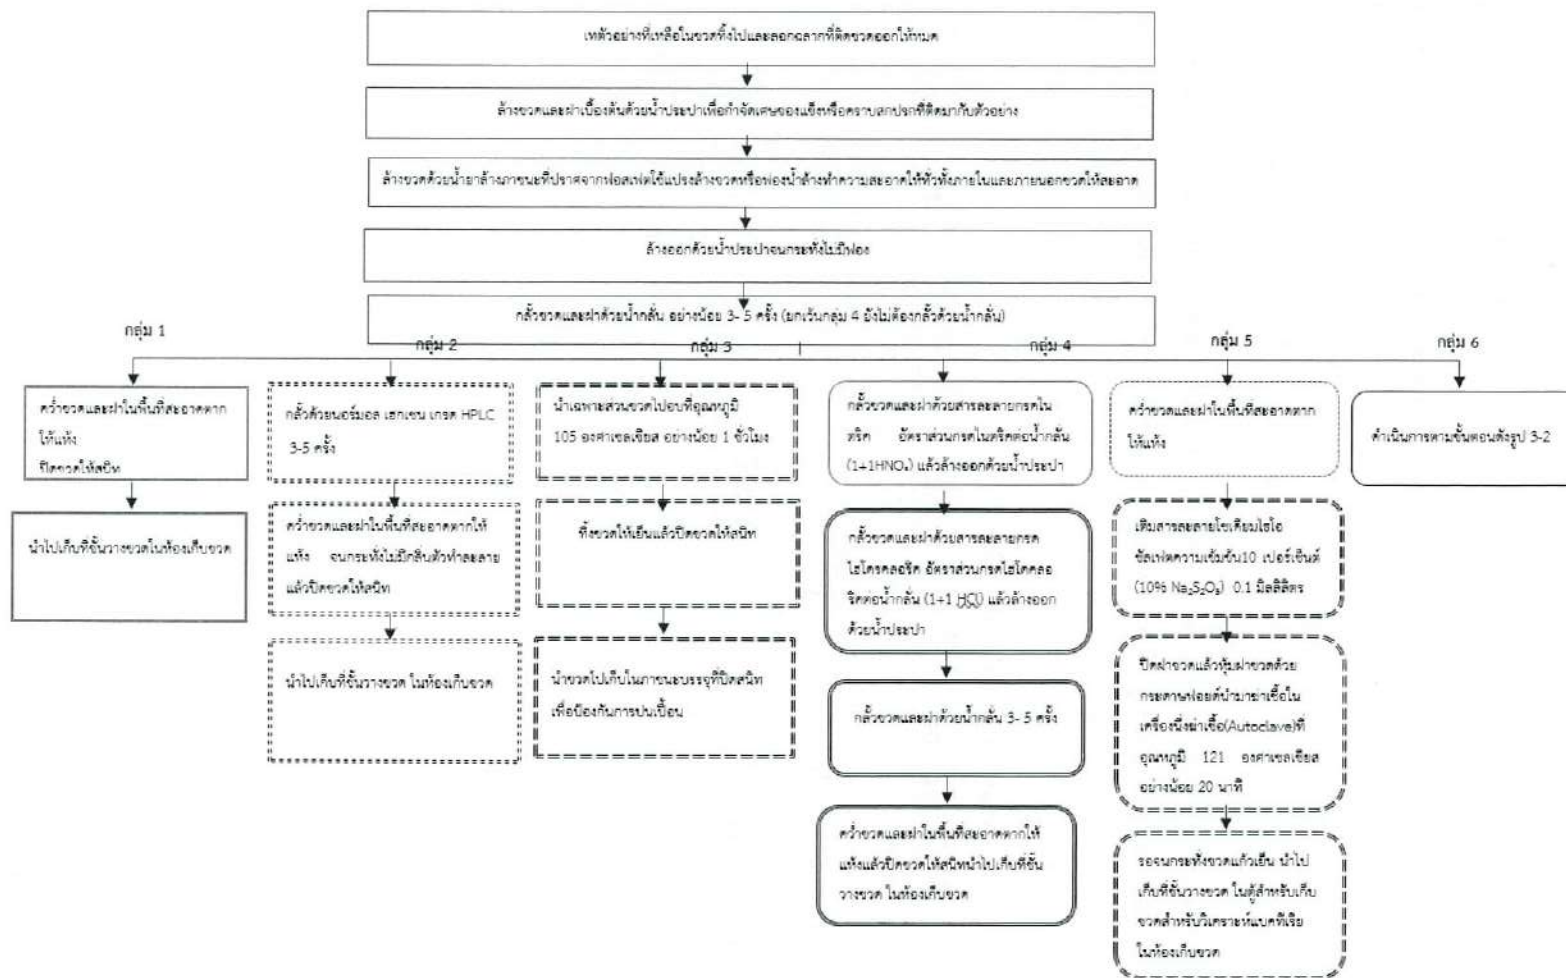 เทตัวอย่างที่เหลือในขวดทิ้งไปและลอกฉลากที่ติดขวดออกให้หมด
ล้างขวดและฝาเบื้องต้นด้วยน้ำประปาเพื่อกำจัดเศษของแข็งหรือคราบสกปรกที่ติดมากับตัวอย่าง
ล้างขวดด้วยน้ำยาล้างภาชนะที่ปราศจากฟอสเฟตใช้แปรงล้างขวดหรือฟองน้ำล้างทำความสะอาดให้ทั่วทั้งภายในและภายนอกขวดให้สะอาด
ล้างออกด้วยน้ำประปาจนกระทั่งไม่มีฟอง
กลั้วขวดและฝาด้วยน้ำกลั่น อย่างน้อย 3- 5 ครั้ง (ยกเว้นกลุ่ม 4 ยังไม่ต้องกลั้วด้วยน้ำกลั่น)
กลุ่ม 1
คว่ำขวดและฝาในพื้นที่สะอาดตาก
ให้แห้ง
ปิดขวดให้สนิท
นำไปเก็บที่ชั้นวางขวดในห้องเก็บขวด
กลุ่ม 2
กลั้วด้วยนอร์มอล เฮกเซน เกรด HPLC
3-5 ครั้ง
คว่ำขวดและฝาในพื้นที่สะอาดตากให้
แห้ง จนกระทั่งไม่มีกลิ่นตัวทำละลาย
แล้วปิดขวดให้สนิท
นำไปเก็บที่ชั้นวางขวด ในห้องเก็บขวด
กลุ่ม 3
นำเฉพาะส่วนขวดไปอบที่อุณหภูมิ
105 องศาเซลเซียส อย่างน้อย 1 ชั่วโมง
ทิ้งขวดให้เย็นแล้วปิดขวดให้สนิท
นำขวดไปเก็บในภาชนะบรรจุที่ปิดสนิท
เพื่อป้องกันการปนเปื้อน
กลุ่ม 4
กลั้วขวดและฝาด้วยสารละลายกรดไน
ตริค อัตราส่วนกรดไนตริคต่อน้ำกลั่น
(1+1HNO₃) แล้วล้างออกด้วยน้ำประปา
กลั้วขวดและฝาด้วยสารละลายกรด
ไฮโดรคลอริค อัตราส่วนกรดไฮโดคลอ
ริคต่อน้ำกลั่น (1+1 HCl) แล้วล้างออก
ด้วยน้ำประปา
กลั้วขวดและฝาด้วยน้ำกลั่น 3- 5 ครั้ง
คว่ำขวดและฝาในพื้นที่สะอาดตากให้
แห้งแล้วปิดขวดให้สนิทนำไปเก็บที่ชั้น
วางขวด ในห้องเก็บขวด
กลุ่ม 5
คว่ำขวดและฝาในพื้นที่สะอาดตาก
ให้แห้ง
เติมสารละลายโซเดียมไธโอ
ซัลเฟตความเข้มข้น10 เปอร์เซ็นต์
(10% Na₂S₂O₃) 0.1 มิลลิลิตร
ปิดฝาขวดแล้วหุ้มฝาขวดด้วย
กระดาษฟอยด์นำมาฆ่าเชื้อใน
เครื่องนึ่งฆ่าเชื้อ(Autoclave)ที่
อุณหภูมิ 121 องศาเซลเซียส
อย่างน้อย 20 นาที
รอจนกระทั่งขวดแก้วเย็น นำไป
เก็บที่ชั้นวางขวด ในตู้สำหรับเก็บ
ขวดสำหรับวิเคราะห์แบคทีเรีย
ในห้องเก็บขวด
กลุ่ม 6
ดำเนินการตามขั้นตอนดังรูป 3-2